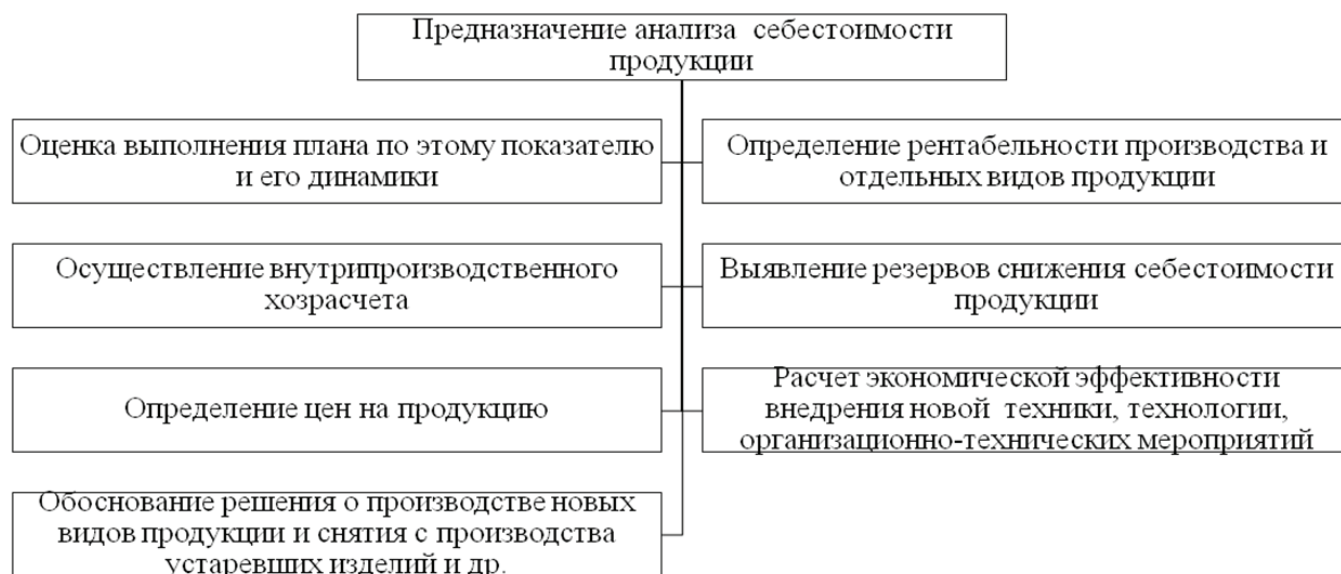 Предназначение анализа себестоимости
продукции
Оценка выполнения плана по этому показателю
и его динамики
Определение рентабельности производства и
отдельных видов продукции
Осуществление внутрипроизводственного
хозрасчета
Выявление резервов снижения себестоимости
продукции
Определение цен на продукцию
Расчет экономической эффективности
внедрения новой техники, технологии,
организационно-технических мероприятий
Обоснование решения о производстве новых
видов продукции и снятия с производства
устаревших изделий и др.